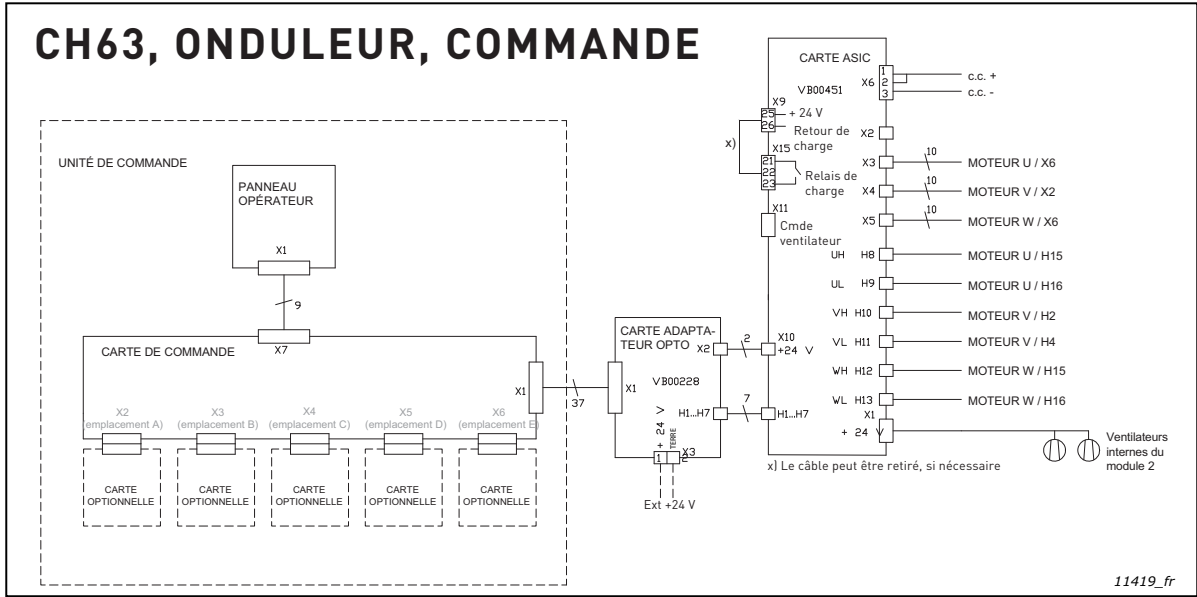 CH63, ONDULEUR, COMMANDE
UNITÉ DE COMMANDE
PANNEAU
OPÉRATEUR
X1
9
X7
CARTE DE COMMANDE
X1
37
X2
(emplacement A)
X3
(emplacement B)
X4
(emplacement C)
X5
(emplacement D)
X6
(emplacement E)
CARTE
OPTIONNELLE
CARTE
OPTIONNELLE
CARTE
OPTIONNELLE
CARTE
OPTIONNELLE
CARTE
OPTIONNELLE
CARTE ADAPTA-
TEUR OPTO
X2
X1
VB00228
H1...H7
+ 24 V
TERRE
1
2
X3
Ext +24 V
2
7
CARTE ASIC
VB00451
X9
25
+ 24 V
26
Retour de
charge
x)
X15
21
22
23
Relais de
charge
X11
Cmde
ventilateur
X10
+24 V
H1...H7
X6
1
2
3
c.c. +
c.c. -
X2
X3
10
MOTEUR U / X6
X4
10
MOTEUR V / X2
X5
10
MOTEUR W / X6
UH H8
MOTEUR U / H15
UL H9
MOTEUR U / H16
VH H10
MOTEUR V / H2
VL H11
MOTEUR V / H4
WH H12
MOTEUR W / H15
WL H13
MOTEUR W / H16
X1
+ 24 V
Ventilateurs
internes du
module 2
x) Le câble peut être retiré, si nécessaire
11419_fr